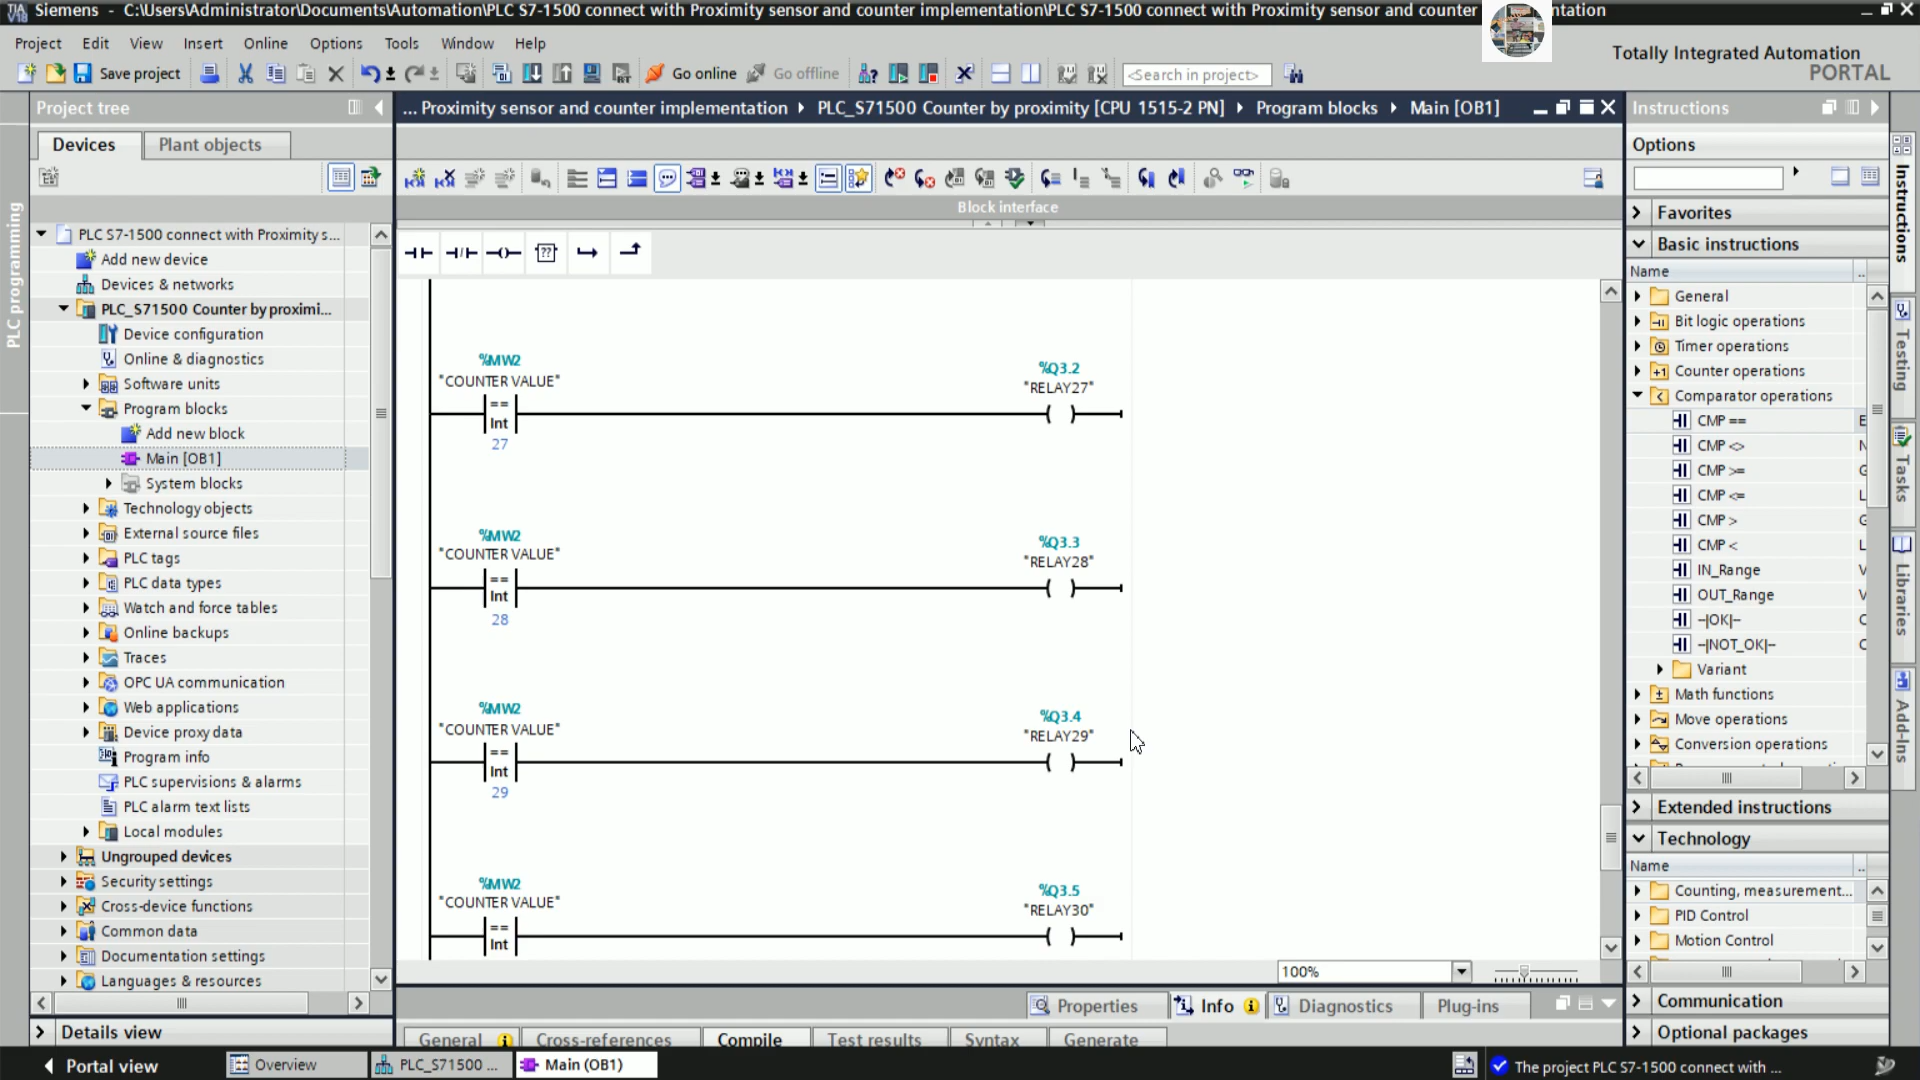 Siemens - C:\Users\Administrator\Documents\Automation\PLC S7-1500 connect with Proximity sensor and counter implementation\PLC S7-1500 connect with Proximity sensor and counter
Project Edit View Insert Online Options Tools Window Help
Totally Integrated Automation
PORTAL
Save project
Go online
Go offline
<Search in project>
Project tree
Devices
Plant objects
PLC programming
PLC S7-1500 connect with Proximity s...
Add new device
Devices & networks
PLC_S71500 Counter by proximi...
Device configuration
Online & diagnostics
Software units
Program blocks
Add new block
Main [OB1]
System blocks
Technology objects
External source files
PLC tags
PLC data types
Watch and force tables
Online backups
Traces
OPC UA communication
Web applications
Device proxy data
Program info
PLC supervisions & alarms
PLC alarm text lists
Local modules
Ungrouped devices
Security settings
Cross-device functions
Common data
Documentation settings
Languages & resources
Details view
... Proximity sensor and counter implementation
PLC_S71500 Counter by proximity [CPU 1515-2 PN]
Program blocks
Main [OB1]
Block interface
%MW2
"COUNTER VALUE"
==
Int
27
%Q3.2
"RELAY27"
%MW2
"COUNTER VALUE"
==
Int
28
%Q3.3
"RELAY28"
%MW2
"COUNTER VALUE"
==
Int
29
%Q3.4
"RELAY29"
%MW2
"COUNTER VALUE"
==
Int
%Q3.5
"RELAY30"
100%
Properties
Info
Diagnostics
Plug-ins
General
Cross-references
Compile
Test results
Syntax
Generate
Instructions
Options
Favorites
Basic instructions
Name
..
General
Bit logic operations
Timer operations
Counter operations
Comparator operations
CMP == E
CMP <> N
CMP >= G
CMP <= L
CMP > G
CMP < L
IN_Range V
OUT_Range V
--|OK|-- C
--|NOT_OK|-- C
Variant
Math functions
Move operations
Conversion operations
Extended instructions
Technology
Name
..
Counting, measurement...
PID Control
Motion Control
Communication
Optional packages
Instructions
Testing
Tasks
Libraries
Add-Ins
Portal view
Overview
PLC_S71500 ...
Main (OB1)
The project PLC S7-1500 connect with ...